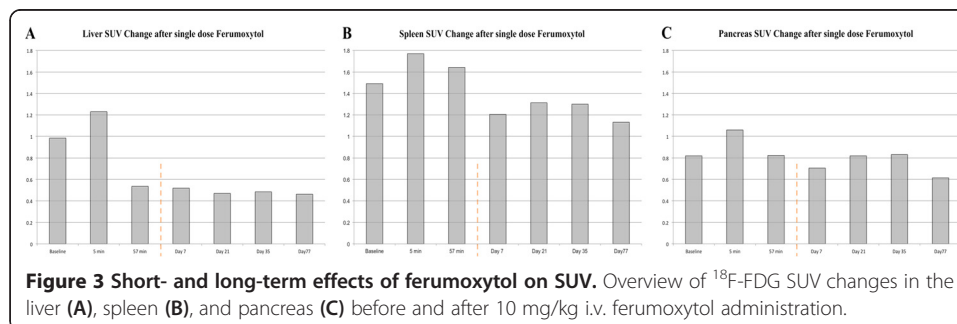 A
Liver SUV Change after single dose Ferumoxytol
1.8
1.6
1.4
1.2
1
0.8
0.6
0.4
0.2
0
Baseline 5 min 57 min Day 7 Day 21 Day 35 Day77
B
Spleen SUV Change after single dose Ferumoxytol
1.8
1.6
1.4
1.2
1
0.8
0.6
0.4
0.2
0
Baseline 5 min 57 min Day 7 Day 21 Day 35 Day77
C
Pancreas SUV Change after single dose Ferumoxytol
1.8
1.6
1.4
1.2
1
0.8
0.6
0.4
0.2
0
Baseline 5 min 57 min Day 7 Day 21 Day 35 Day77
Figure 3 Short- and long-term effects of ferumoxytol on SUV. Overview of ¹⁸F-FDG SUV changes in the
liver (A), spleen (B), and pancreas (C) before and after 10 mg/kg i.v. ferumoxytol administration.